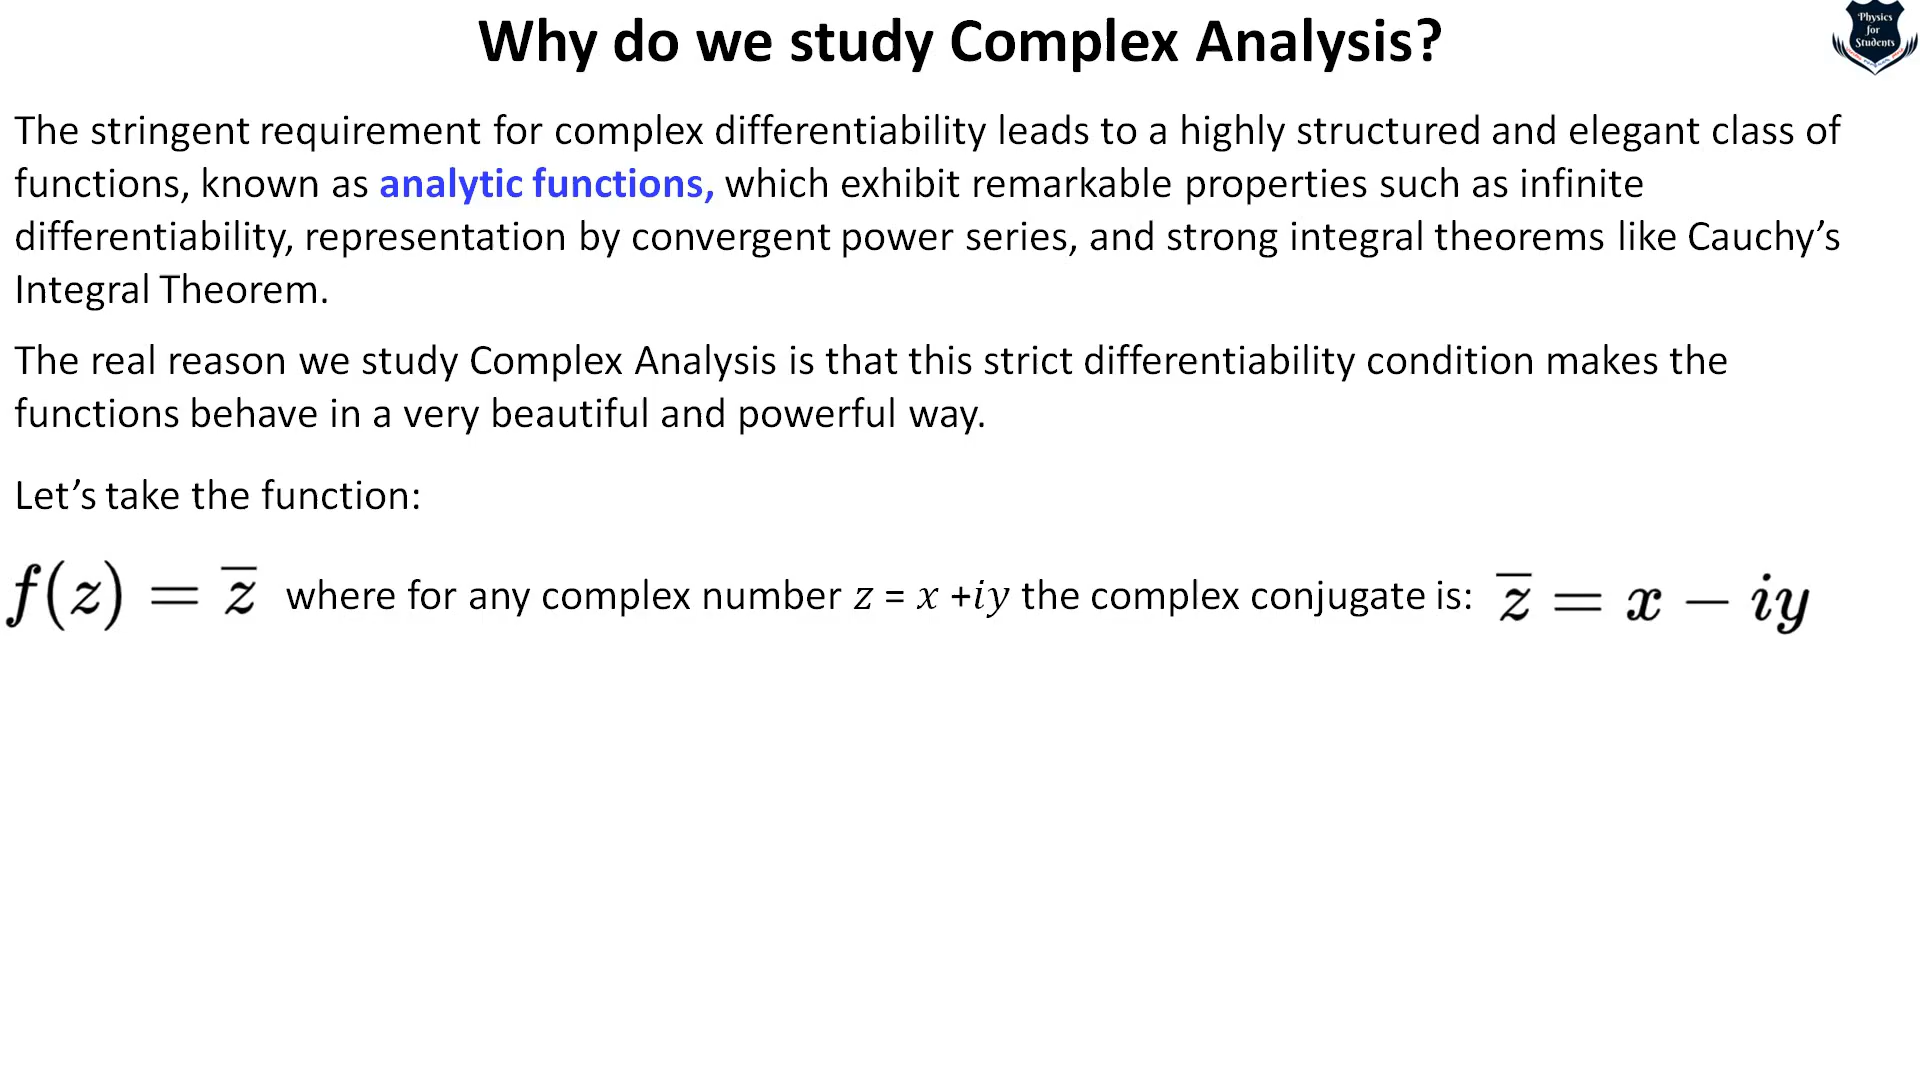 Why do we study Complex Analysis?
Physics
for
Students
The stringent requirement for complex differentiability leads to a highly structured and elegant class of
functions, known as analytic functions, which exhibit remarkable properties such as infinite
differentiability, representation by convergent power series, and strong integral theorems like Cauchy’s
Integral Theorem.
The real reason we study Complex Analysis is that this strict differentiability condition makes the
functions behave in a very beautiful and powerful way.
Let’s take the function:
f(z) = z̅ where for any complex number z = x +iy the complex conjugate is: z̅ = x − iy